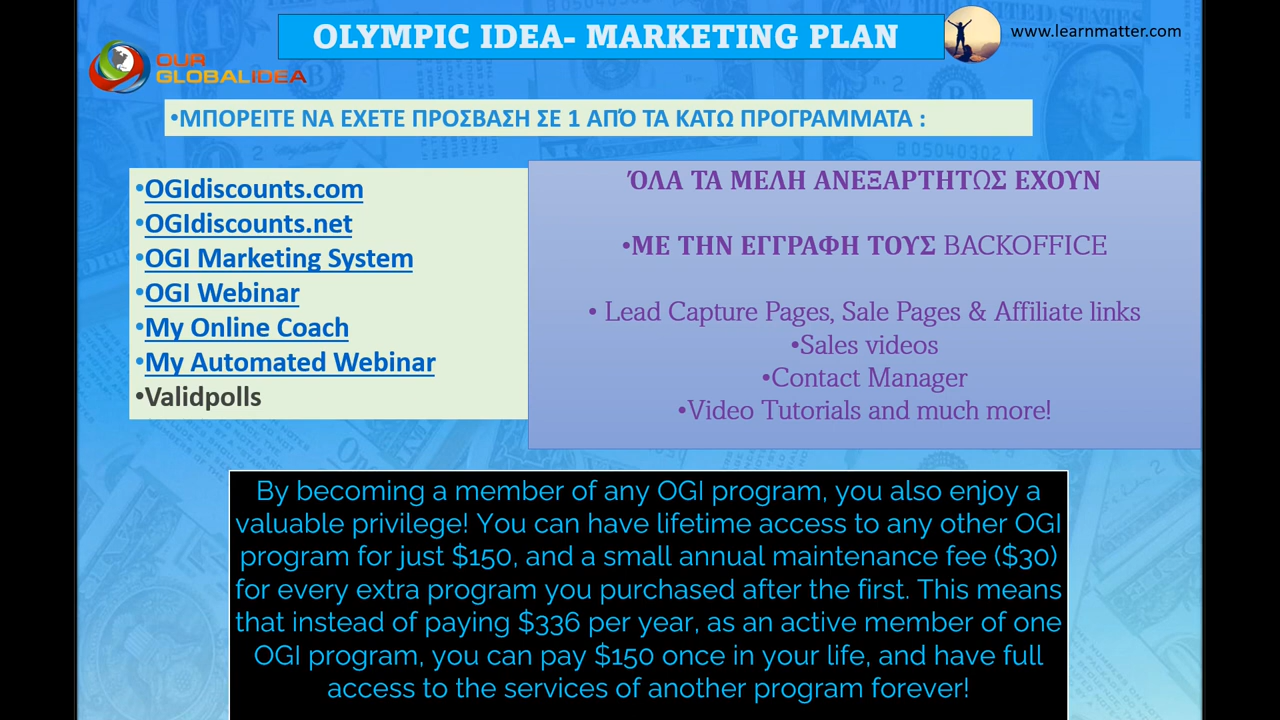 OLYMPIC IDEA- MARKETING PLAN
www.learnmatter.com
OUR
GLOBALIDEA
•ΜΠΟΡΕΙΤΕ ΝΑ ΕΧΕΤΕ ΠΡΟΣΒΑΣΗ ΣΕ 1 ΑΠΌ ΤΑ ΚΑΤΩ ΠΡΟΓΡΑΜΜΑΤΑ :
•OGIdiscounts.com
•OGIdiscounts.net
•OGI Marketing System
•OGI Webinar
•My Online Coach
•My Automated Webinar
•Validpolls
ΌΛΑ ΤΑ ΜΕΛΗ ΑΝΕΞΑΡΤΗΤΩΣ ΕΧΟΥΝ
•ΜΕ ΤΗΝ ΕΓΓΡΑΦΗ ΤΟΥΣ BACKOFFICE
• Lead Capture Pages, Sale Pages & Affiliate links
•Sales videos
•Contact Manager
•Video Tutorials and much more!
By becoming a member of any OGI program, you also enjoy a
valuable privilege! You can have lifetime access to any other OGI
program for just $150, and a small annual maintenance fee ($30)
for every extra program you purchased after the first. This means
that instead of paying $336 per year, as an active member of one
OGI program, you can pay $150 once in your life, and have full
access to the services of another program forever!